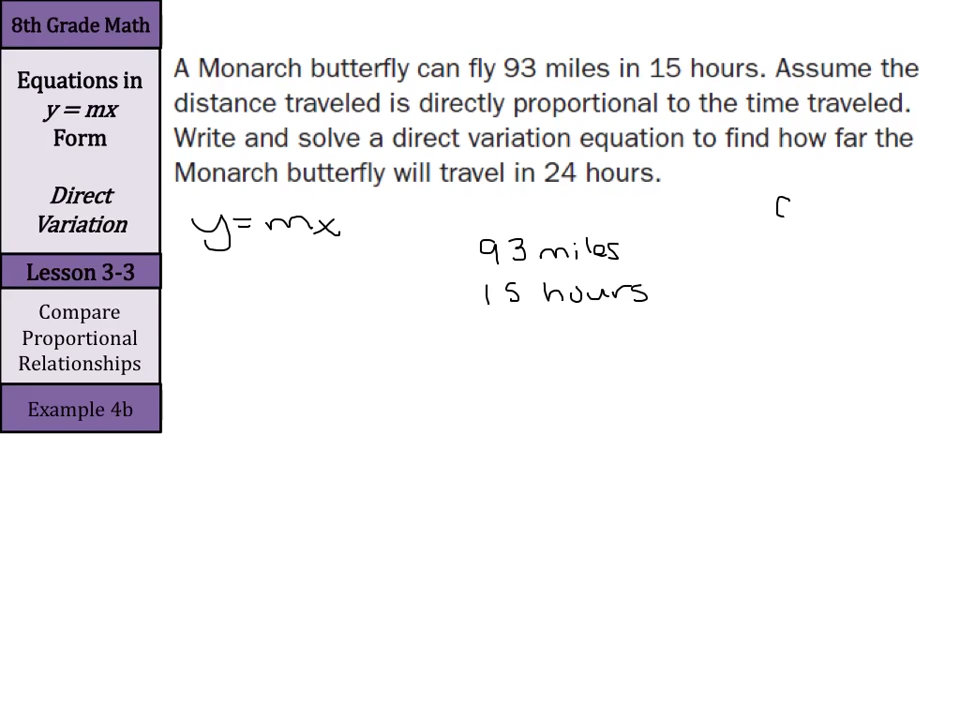 8th Grade Math
Equations in
y = mx
Form
Direct
Variation
Lesson 3-3
Compare
Proportional
Relationships
Example 4b
A Monarch butterfly can fly 93 miles in 15 hours. Assume the
distance traveled is directly proportional to the time traveled.
Write and solve a direct variation equation to find how far the
Monarch butterfly will travel in 24 hours.
y = mx
93 miles
15 hours